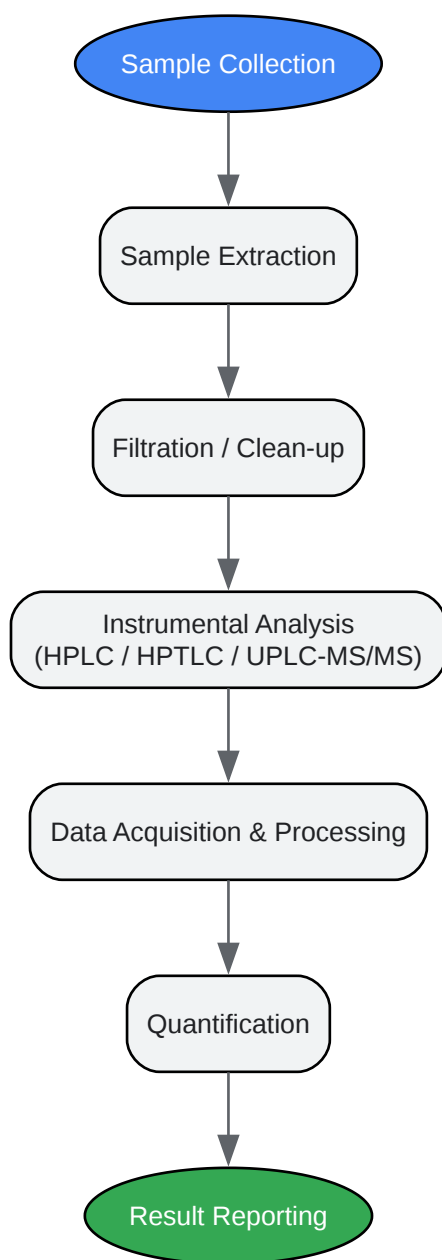 Sample Collection
Sample Extraction
Filtration / Clean-up
Instrumental Analysis
(HPLC / HPTLC / UPLC-MS/MS)
Data Acquisition & Processing
Quantification
Result Reporting